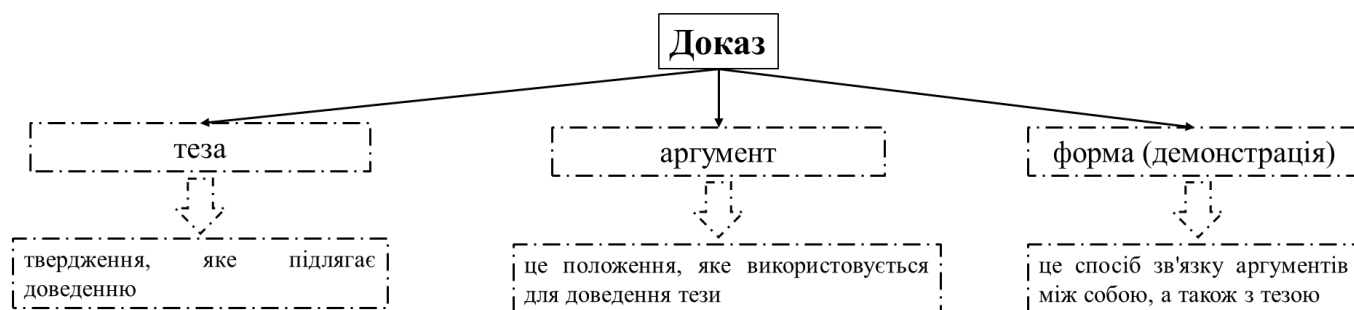 Доказ
теза
аргумент
форма (демонстрація)
твердження, яке підлягає
доведенню
це положення, яке використовується
для доведення тези
це спосіб зв'язку аргументів
між собою, а також з тезою